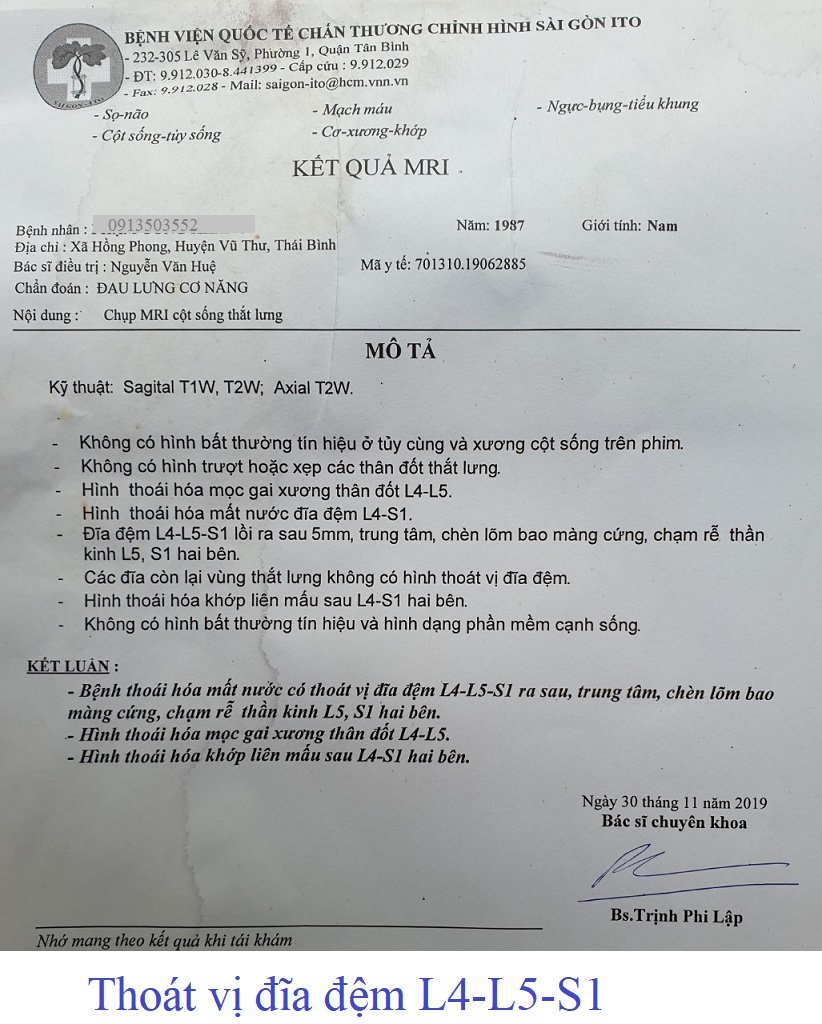 BỆNH VIỆN QUỐC TẾ CHẤN THƯƠNG CHỈNH HÌNH SÀI GÒN ITO
- 232-305 Lê Văn Sỹ, Phường 1, Quận Tân Bình
- ĐT: 9.912.030-8.441399 - Cấp cứu : 9.912.029
- Fax: 9.912.028 - Mail: saigon-ito@hcm.vnn.vn
SAIGON-ITO
- Sọ-não - Mạch máu - Ngực-bụng-tiểu khung
- Cột sống-tủy sống - Cơ-xương-khớp
KẾT QUẢ MRI
Bệnh nhân : 0913503552 Năm: 1987 Giới tính: Nam
Địa chỉ : Xã Hồng Phong, Huyện Vũ Thư, Thái Bình
Bác sĩ điều trị : Nguyễn Văn Huệ Mã y tế: 701310.19062885
Chẩn đoán : ĐAU LƯNG CƠ NĂNG
Nội dung : Chụp MRI cột sống thắt lưng
MÔ TẢ
Kỹ thuật: Sagital T1W, T2W; Axial T2W.
- Không có hình bất thường tín hiệu ở tủy cùng và xương cột sống trên phim.
- Không có hình trượt hoặc xẹp các thân đốt thắt lưng.
- Hình thoái hóa mọc gai xương thân đốt L4-L5.
- Hình thoái hóa mất nước đĩa đệm L4-S1.
- Đĩa đệm L4-L5-S1 lồi ra sau 5mm, trung tâm, chèn lõm bao màng cứng, chạm rễ thần
kinh L5, S1 hai bên.
- Các đĩa còn lại vùng thắt lưng không có hình thoát vị đĩa đệm.
- Hình thoái hóa khớp liên mấu sau L4-S1 hai bên.
- Không có hình bất thường tín hiệu và hình dạng phần mềm cạnh sống.
KẾT LUẬN :
- Bệnh thoái hóa mất nước có thoát vị đĩa đệm L4-L5-S1 ra sau, trung tâm, chèn lõm bao
màng cứng, chạm rễ thần kinh L5, S1 hai bên.
- Hình thoái hóa mọc gai xương thân đốt L4-L5.
- Hình thoái hóa khớp liên mấu sau L4-S1 hai bên.
Ngày 30 tháng 11 năm 2019
Bác sĩ chuyên khoa
Bs.Trịnh Phi Lập
Nhớ mang theo kết quả khi tái khám
Thoát vị đĩa đệm L4-L5-S1